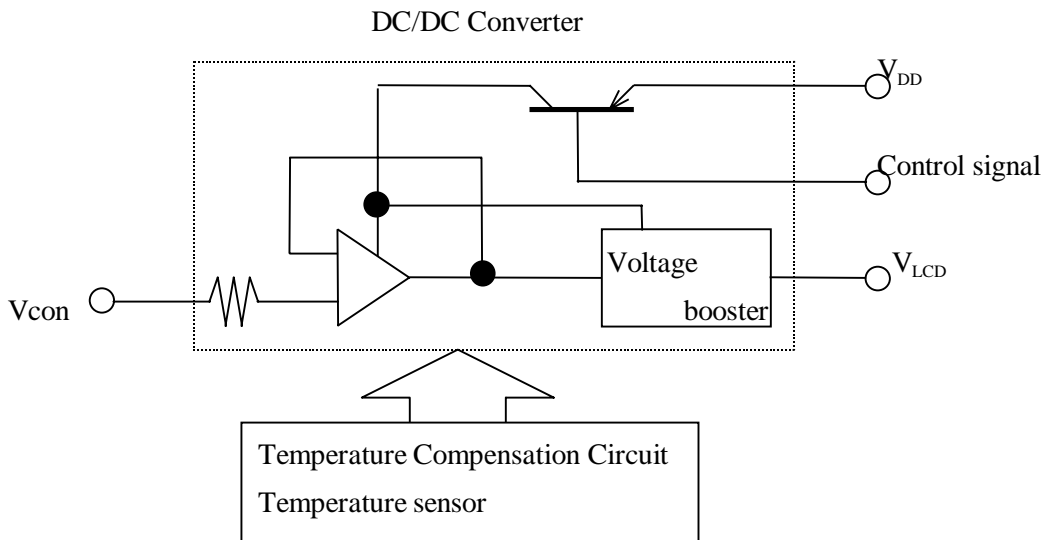 DC/DC Converter
VDD
Control signal
Voltage
VLCD
booster
Vcon
Temperature Compensation Circuit
Temperature sensor